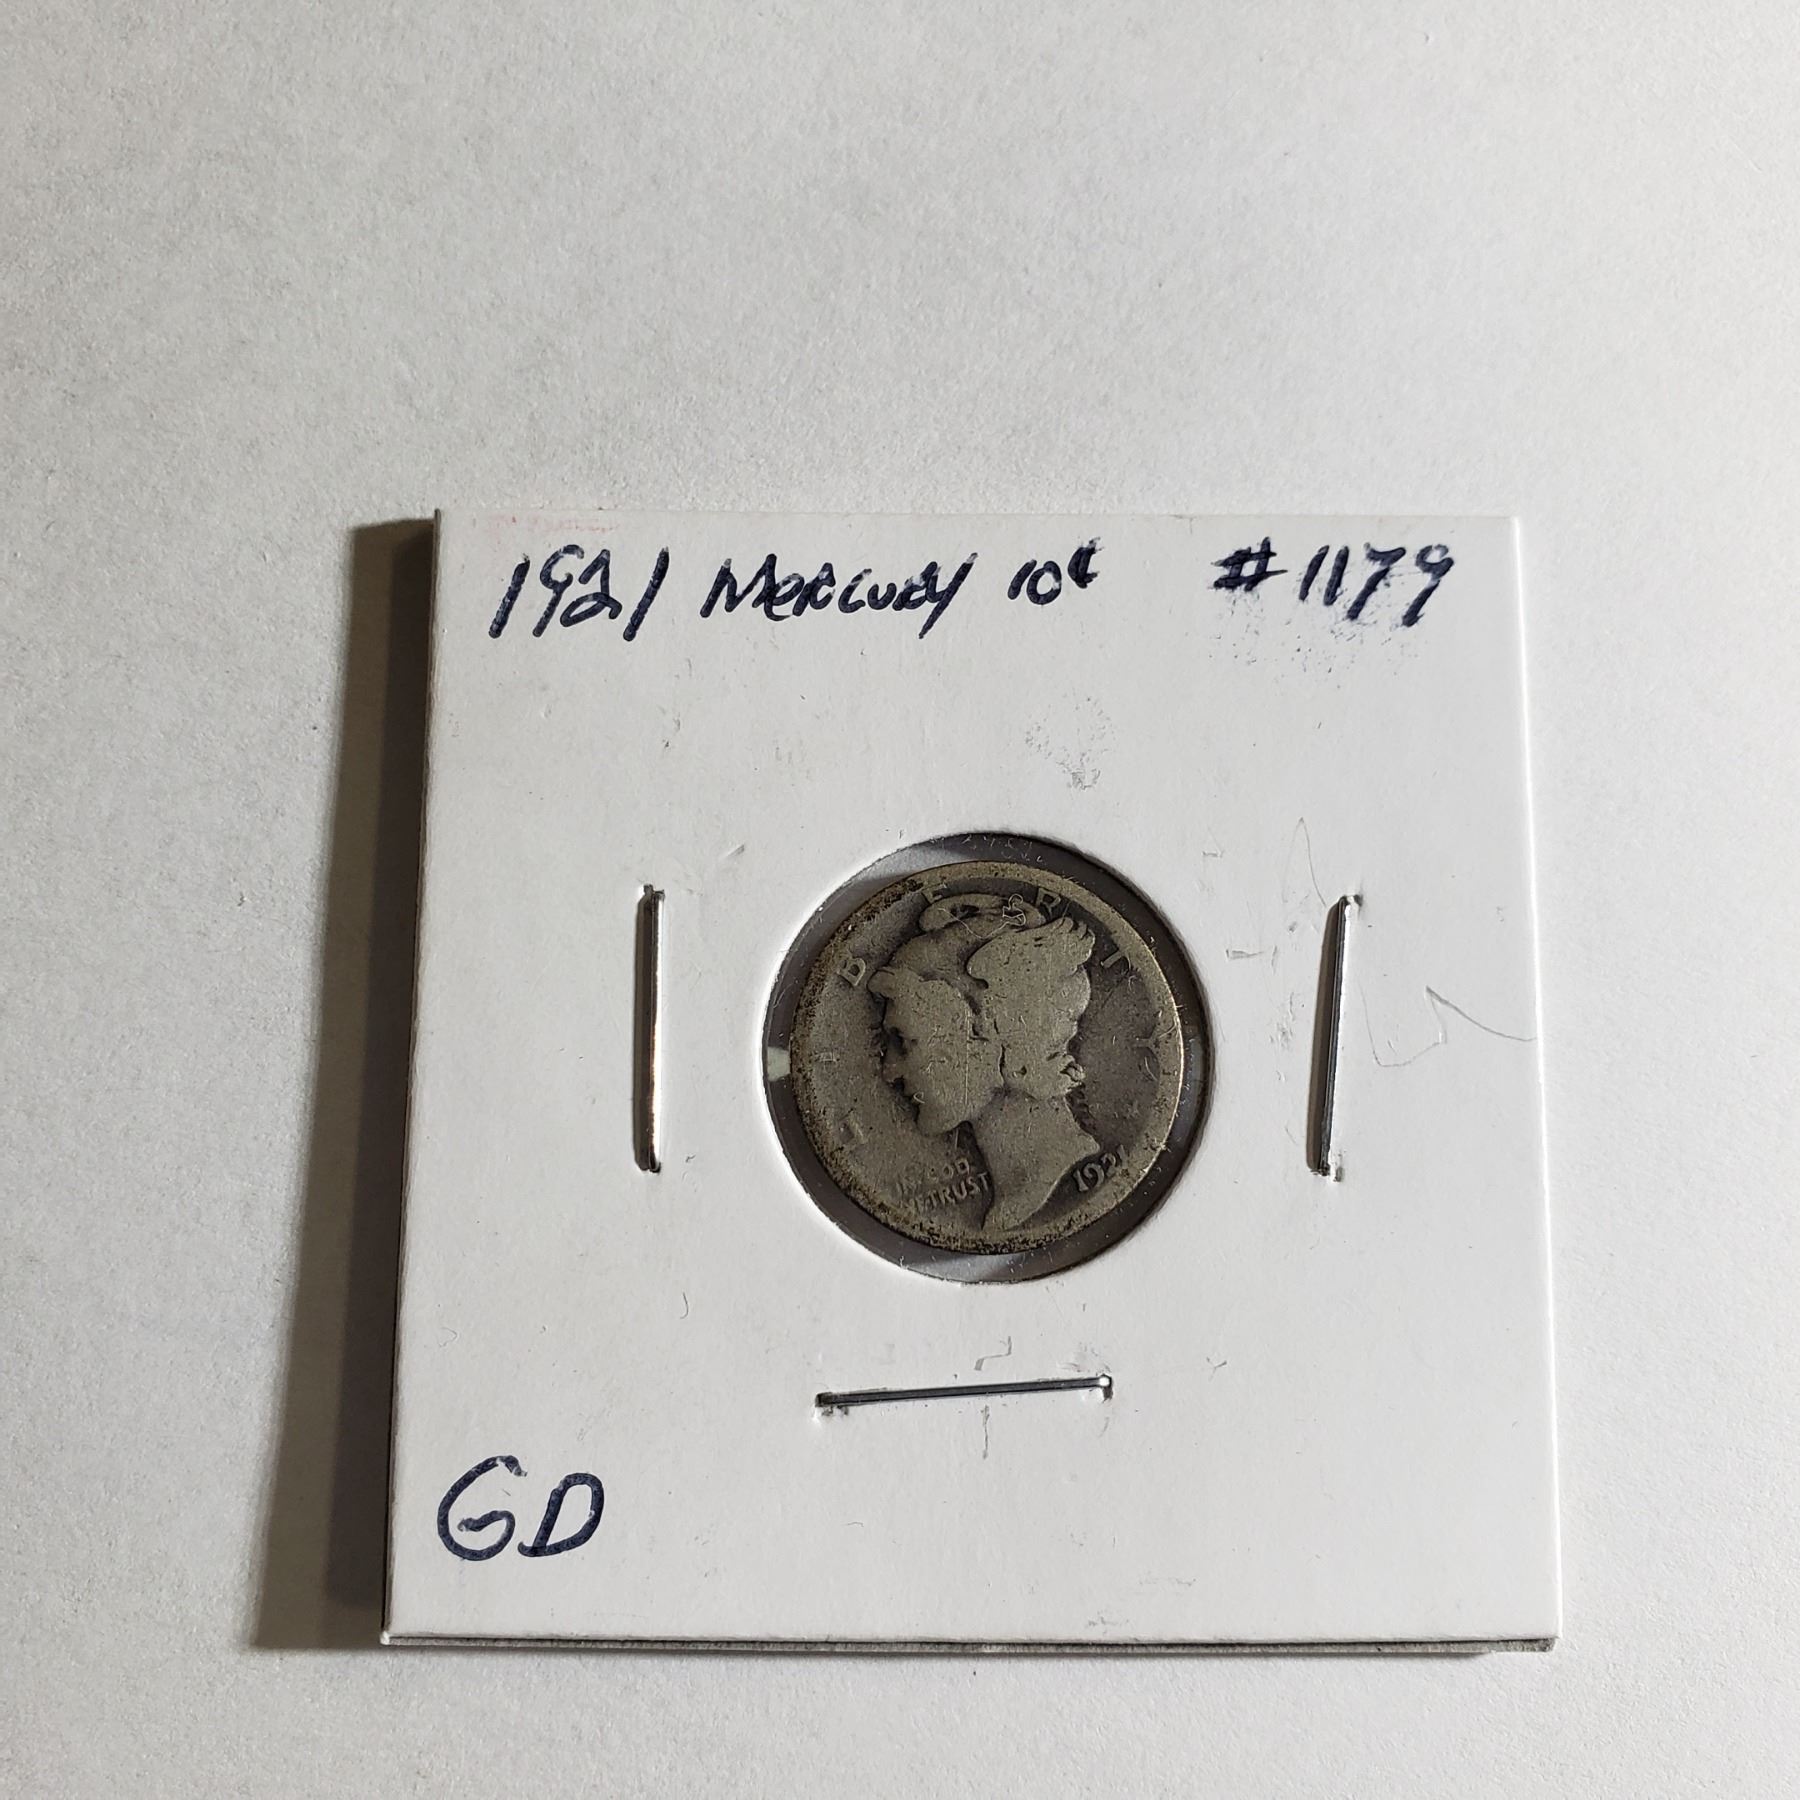 1921 MERCURY 10¢ #1179
LIBERTY
IN GOD
WE TRUST
1921
GD